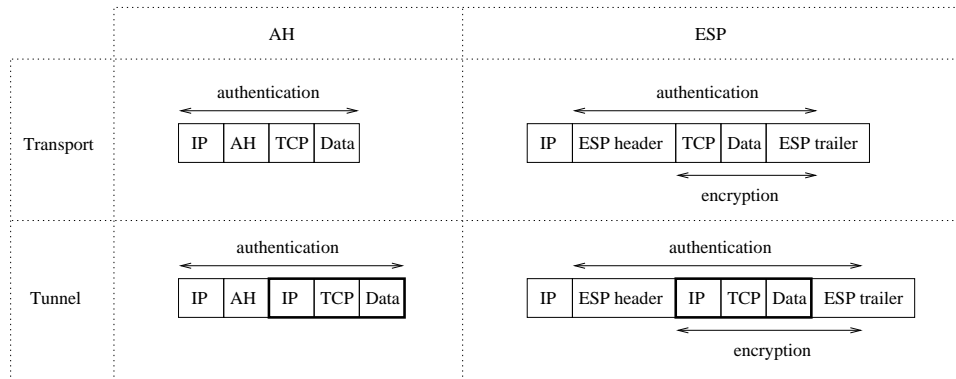 AH ESP
authentication authentication
Transport IP AH TCP Data IP ESP header TCP Data ESP trailer
encryption
authentication authentication
Tunnel IP AH IP TCP Data IP ESP header IP TCP Data ESP trailer
encryption